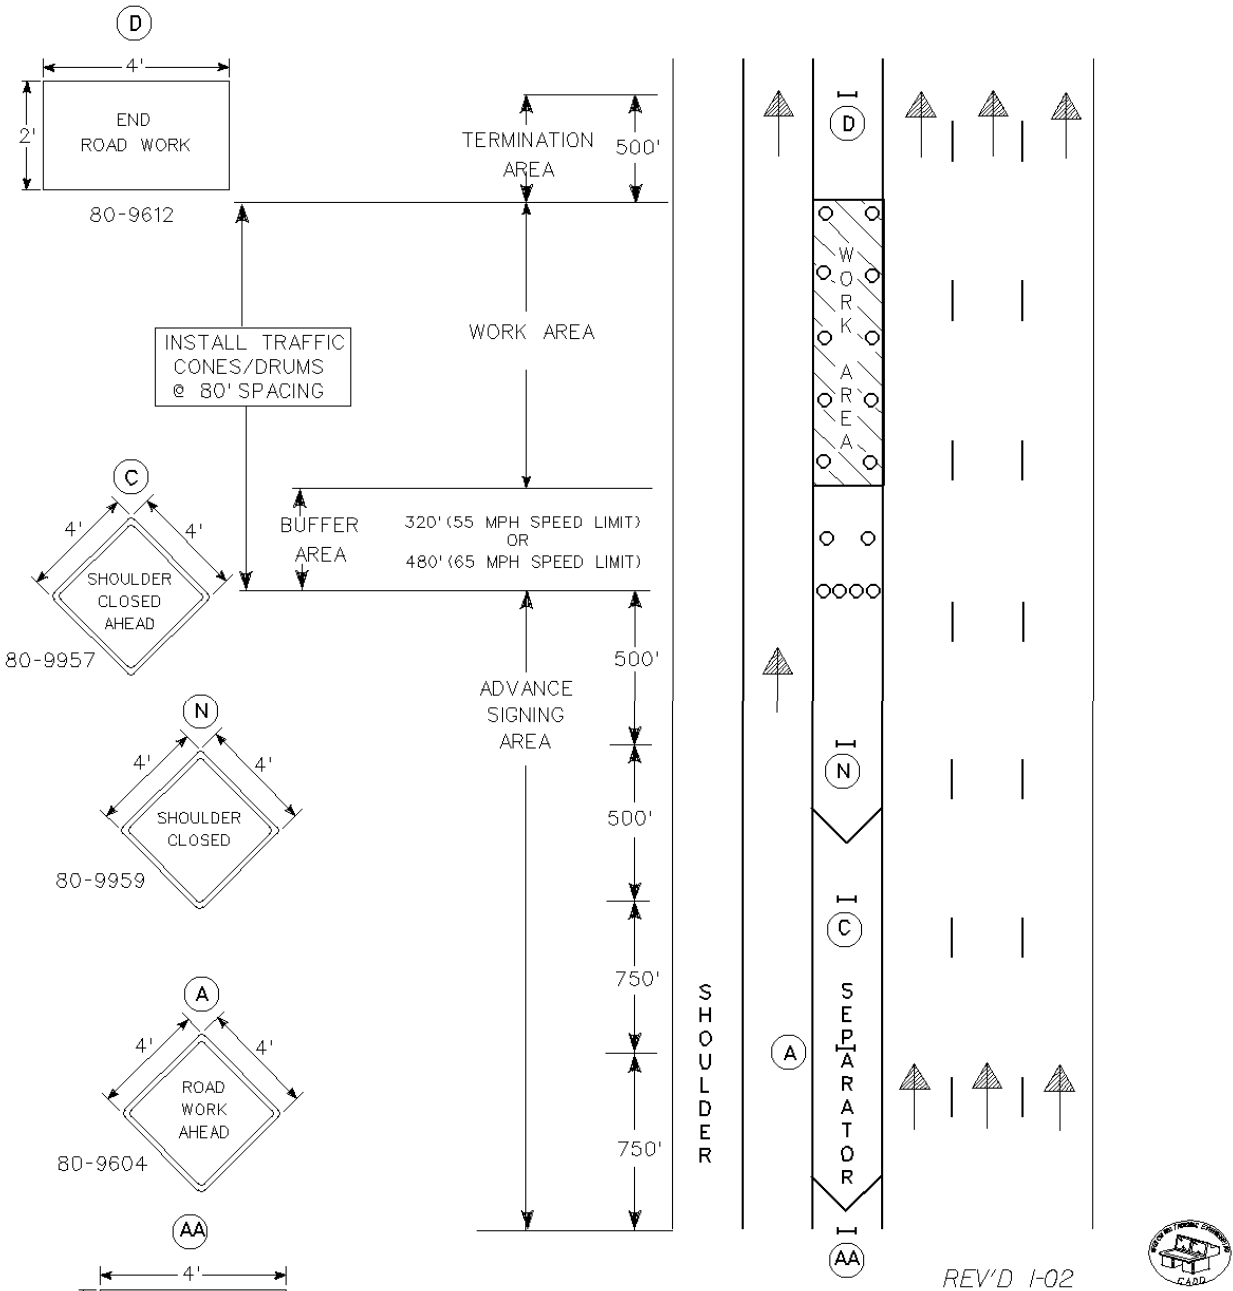 D
4'
2'
END
ROAD WORK
80-9612
TERMINATION
AREA
500'
D
INSTALL TRAFFIC
CONES/DRUMS
@ 80' SPACING
WORK AREA
WORK AREA
C
4'
4'
SHOULDER
CLOSED
AHEAD
80-9957
BUFFER
AREA
320' (55 MPH SPEED LIMIT)
OR
480' (65 MPH SPEED LIMIT)
N
4'
4'
SHOULDER
CLOSED
80-9959
ADVANCE
SIGNING
AREA
500'
500'
750'
750'
N
C
A
SHOULDER
SEPARATOR
A
4'
4'
ROAD
WORK
AHEAD
80-9604
AA
4'
AA
REV'D 1-02
CADD